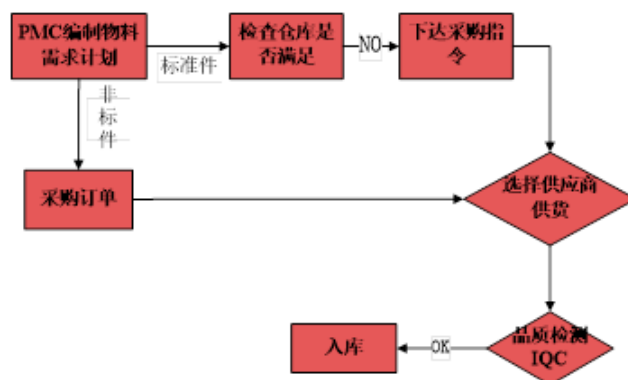 PMC编制物料
需求计划
标准件
检查仓库是
否满足
NO
下达采购指
令
非
标
件
采购订单
选择供应商
供货
品质检测
IQC
OK
入库